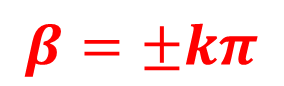 β = ±kπ